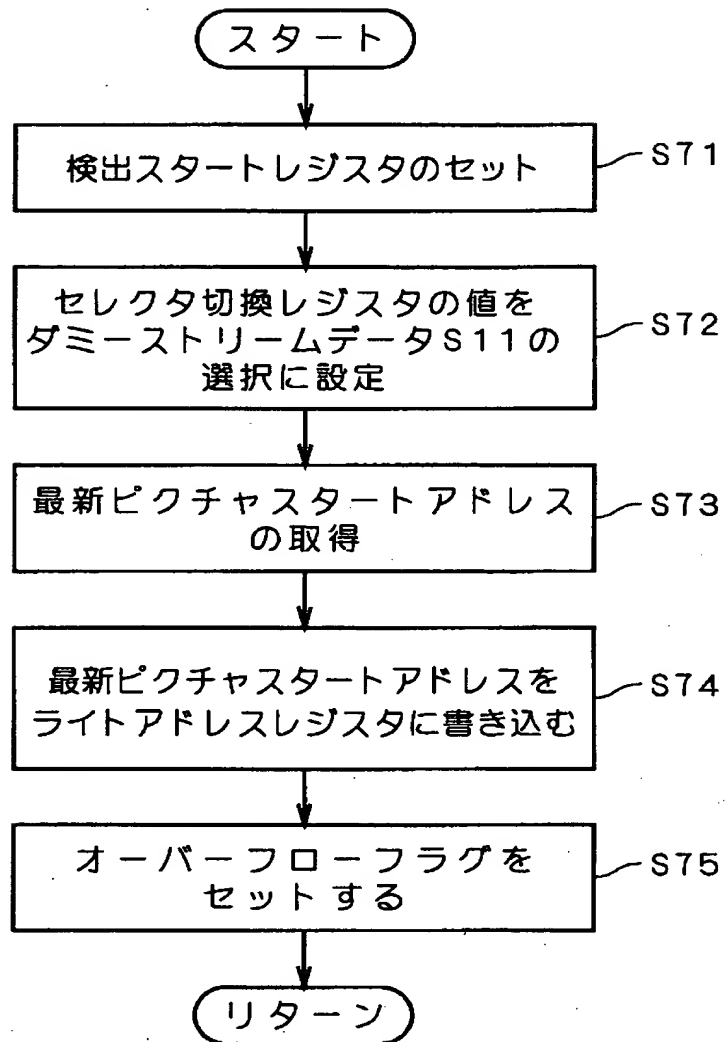 スタート
検出スタートレジスタのセット
S71
セレクタ切換レジスタの値を
ダミーストリームデータS11の
選択に設定
S72
最新ピクチャスタートアドレス
の取得
S73
最新ピクチャスタートアドレスを
ライトアドレスレジスタに書き込む
S74
オーバーフローフラグを
セットする
S75
リターン